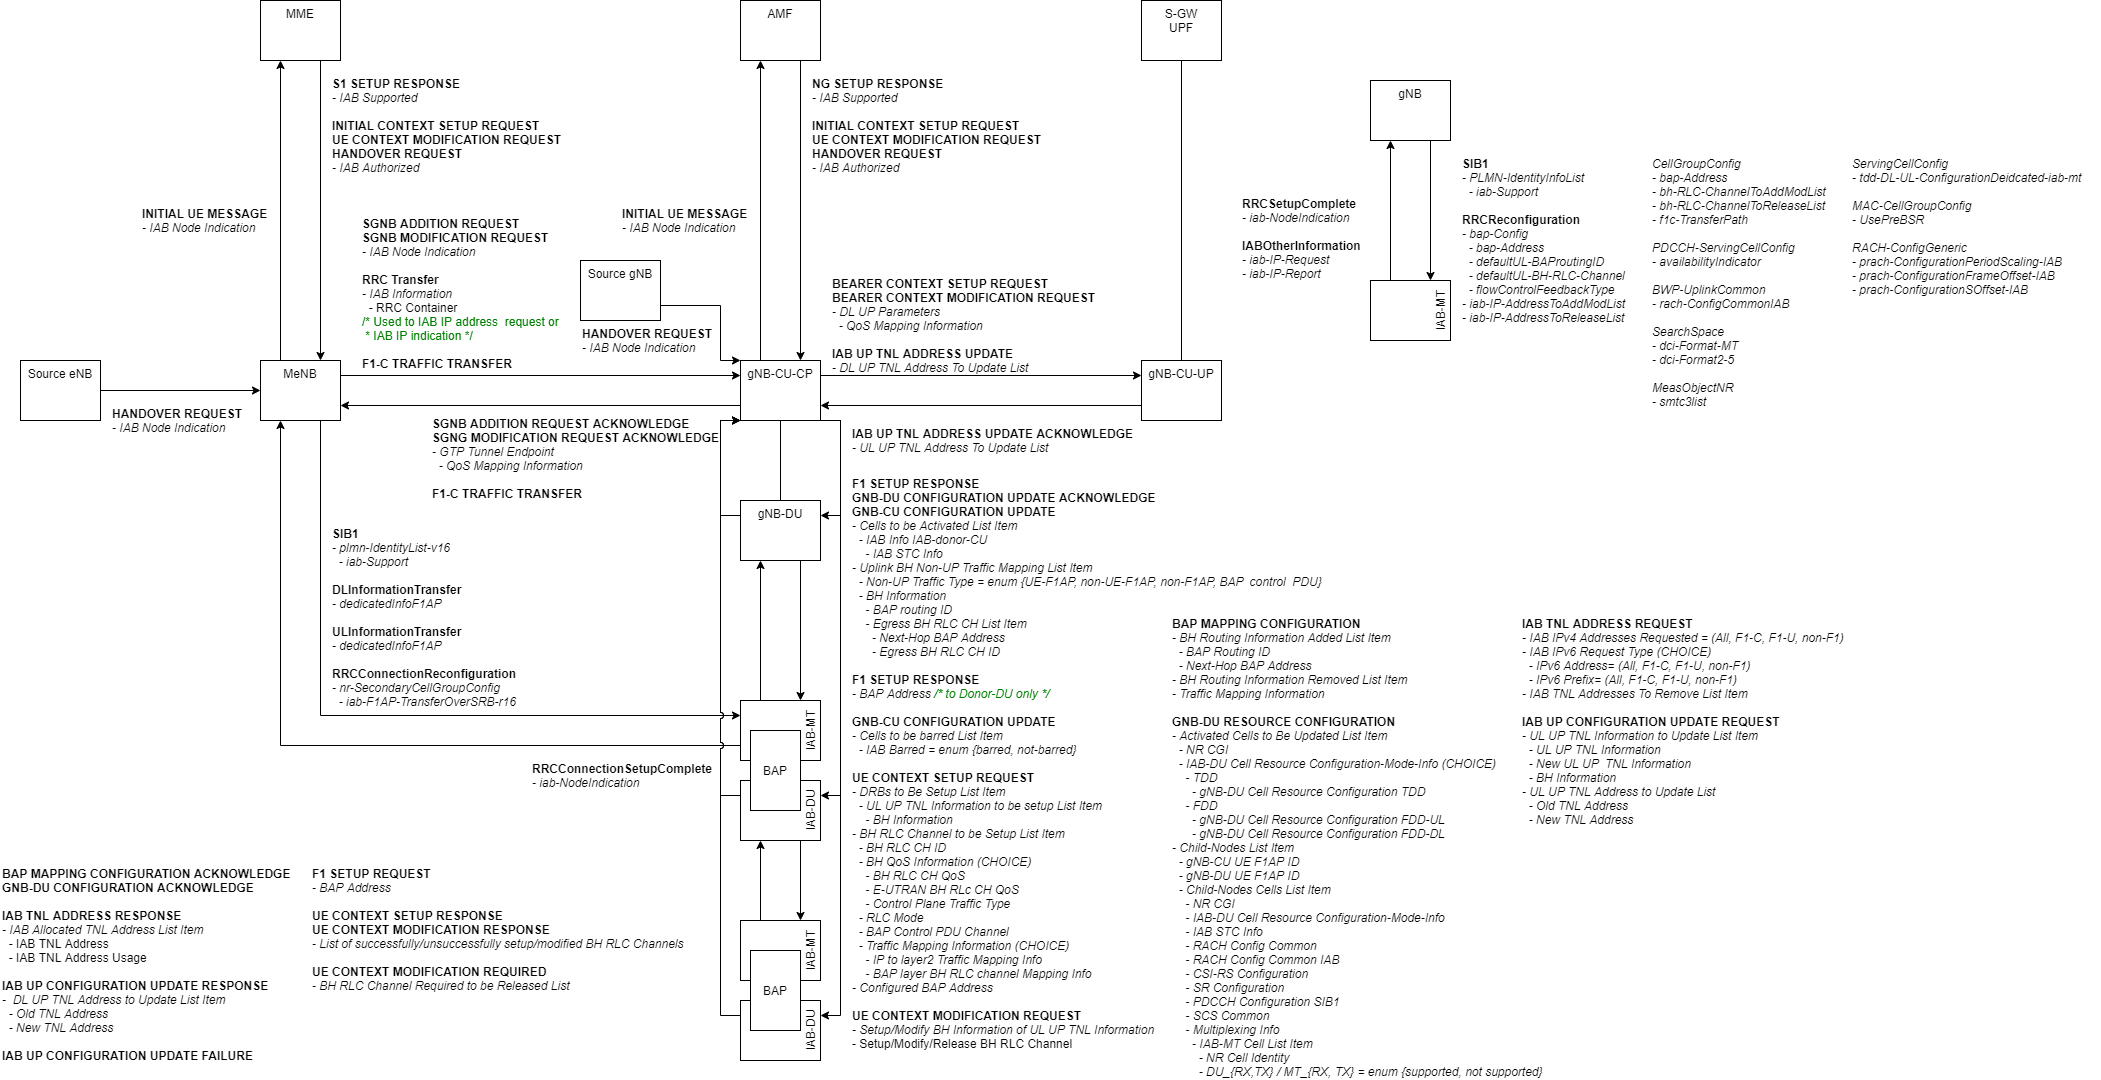 MME
AMF
S-GW
UPF
S1 SETUP RESPONSE
- IAB Supported
INITIAL CONTEXT SETUP REQUEST
UE CONTEXT MODIFICATION REQUEST
HANDOVER REQUEST
- IAB Authorized
NG SETUP RESPONSE
- IAB Supported
INITIAL CONTEXT SETUP REQUEST
UE CONTEXT MODIFICATION REQUEST
HANDOVER REQUEST
- IAB Authorized
INITIAL UE MESSAGE
- IAB Node Indication
SGNB ADDITION REQUEST
SGNB MODIFICATION REQUEST
- IAB Node Indication
RRC Transfer
- IAB Information
- RRC Container
/* Used to IAB IP address  request or
* IAB IP indication */
F1-C TRAFFIC TRANSFER
INITIAL UE MESSAGE
- IAB Node Indication
Source gNB
HANDOVER REQUEST
- IAB Node Indication
BEARER CONTEXT SETUP REQUEST
BEARER CONTEXT MODIFICATION REQUEST
- DL UP Parameters
- QoS Mapping Information
IAB UP TNL ADDRESS UPDATE
- DL UP TNL Address To Update List
gNB
RRCSetupComplete
- iab-NodeIndication
IABOtherInformation
- iab-IP-Request
- iab-IP-Report
IAB-MT
SIB1
- PLMN-IdentityInfoList
- iab-Support
RRCReconfiguration
- bap-Config
- bap-Address
- defaultUL-BAProutingID
- defaultUL-BH-RLC-Channel
- flowControlFeedbackType
- iab-IP-AddressToAddModList
- iab-IP-AddressToReleaseList
CellGroupConfig
- bap-Address
- bh-RLC-ChannelToAddModList
- bh-RLC-ChannelToReleaseList
- f1c-TransferPath
PDCCH-ServingCellConfig
- availabilityIndicator
BWP-UplinkCommon
- rach-ConfigCommonIAB
SearchSpace
- dci-Format-MT
- dci-Format2-5
MeasObjectNR
- smtc3list
ServingCellConfig
- tdd-DL-UL-ConfigurationDeidcated-iab-mt
MAC-CellGroupConfig
- UsePreBSR
RACH-ConfigGeneric
- prach-ConfigurationPeriodScaling-IAB
- prach-ConfigurationFrameOffset-IAB
- prach-ConfigurationSOffset-IAB
Source eNB
HANDOVER REQUEST
- IAB Node Indication
MeNB
gNB-CU-CP
gNB-CU-UP
SGNB ADDITION REQUEST ACKNOWLEDGE
SGNG MODIFICATION REQUEST ACKNOWLEDGE
- GTP Tunnel Endpoint
- QoS Mapping Information
F1-C TRAFFIC TRANSFER
IAB UP TNL ADDRESS UPDATE ACKNOWLEDGE
- UL UP TNL Address To Update List
gNB-DU
SIB1
- plmn-IdentityList-v16
- iab-Support
DLInformationTransfer
- dedicatedInfoF1AP
ULInformationTransfer
- dedicatedInfoF1AP
RRCConnectionReconfiguration
- nr-SecondaryCellGroupConfig
- iab-F1AP-TransferOverSRB-r16
RRCConnectionSetupComplete
- iab-NodeIndication
IAB-MT
BAP
IAB-DU
IAB-MT
BAP
IAB-DU
F1 SETUP RESPONSE
GNB-DU CONFIGURATION UPDATE ACKNOWLEDGE
GNB-CU CONFIGURATION UPDATE
- Cells to be Activated List Item
- IAB Info IAB-donor-CU
- IAB STC Info
- Uplink BH Non-UP Traffic Mapping List Item
- Non-UP Traffic Type = enum {UE-F1AP, non-UE-F1AP, non-F1AP, BAP  control  PDU}
- BH Information
- BAP routing ID
- Egress BH RLC CH List Item
- Next-Hop BAP Address
- Egress BH RLC CH ID
F1 SETUP RESPONSE
- BAP Address /* to Donor-DU only */
GNB-CU CONFIGURATION UPDATE
- Cells to be barred List Item
- IAB Barred = enum {barred, not-barred}
UE CONTEXT SETUP REQUEST
- DRBs to Be Setup List Item
- UL UP TNL Information to be setup List Item
- BH Information
- BH RLC Channel to be Setup List Item
- BH RLC CH ID
- BH QoS Information (CHOICE)
- BH RLC CH QoS
- E-UTRAN BH RLc CH QoS
- Control Plane Traffic Type
- RLC Mode
- BAP Control PDU Channel
- Traffic Mapping Information (CHOICE)
- IP to layer2 Traffic Mapping Info
- BAP layer BH RLC channel Mapping Info
- Configured BAP Address
UE CONTEXT MODIFICATION REQUEST
- Setup/Modify BH Information of UL UP TNL Information
- Setup/Modify/Release BH RLC Channel
BAP MAPPING CONFIGURATION
- BH Routing Information Added List Item
- BAP Routing ID
- Next-Hop BAP Address
- BH Routing Information Removed List Item
- Traffic Mapping Information
GNB-DU RESOURCE CONFIGURATION
- Activated Cells to Be Updated List Item
- NR CGI
- IAB-DU Cell Resource Configuration-Mode-Info (CHOICE)
- TDD
- gNB-DU Cell Resource Configuration TDD
- FDD
- gNB-DU Cell Resource Configuration FDD-UL
- gNB-DU Cell Resource Configuration FDD-DL
- Child-Nodes List Item
- gNB-CU UE F1AP ID
- gNB-DU UE F1AP ID
- Child-Nodes Cells List Item
- NR CGI
- IAB-DU Cell Resource Configuration-Mode-Info
- IAB STC Info
- RACH Config Common
- RACH Config Common IAB
- CSI-RS Configuration
- SR Configuration
- PDCCH Configuration SIB1
- SCS Common
- Multiplexing Info
- IAB-MT Cell List Item
- NR Cell Identity
- DU_{RX,TX} / MT_{RX, TX} = enum {supported, not supported}
IAB TNL ADDRESS REQUEST
- IAB IPv4 Addresses Requested = (All, F1-C, F1-U, non-F1)
- IAB IPv6 Request Type (CHOICE)
- IPv6 Address= (All, F1-C, F1-U, non-F1)
- IPv6 Prefix= (All, F1-C, F1-U, non-F1)
- IAB TNL Addresses To Remove List Item
IAB UP CONFIGURATION UPDATE REQUEST
- UL UP TNL Information to Update List Item
- UL UP TNL Information
- New UL UP  TNL Information
- BH Information
- UL UP TNL Address to Update List
- Old TNL Address
- New TNL Address
BAP MAPPING CONFIGURATION ACKNOWLEDGE
GNB-DU CONFIGURATION ACKNOWLEDGE
IAB TNL ADDRESS RESPONSE
- IAB Allocated TNL Address List Item
- IAB TNL Address
- IAB TNL Address Usage
IAB UP CONFIGURATION UPDATE RESPONSE
-  DL UP TNL Address to Update List Item
- Old TNL Address
- New TNL Address
IAB UP CONFIGURATION UPDATE FAILURE
F1 SETUP REQUEST
- BAP Address
UE CONTEXT SETUP RESPONSE
UE CONTEXT MODIFICATION RESPONSE
- List of successfully/unsuccessfully setup/modified BH RLC Channels
UE CONTEXT MODIFICATION REQUIRED
- BH RLC Channel Required to be Released List